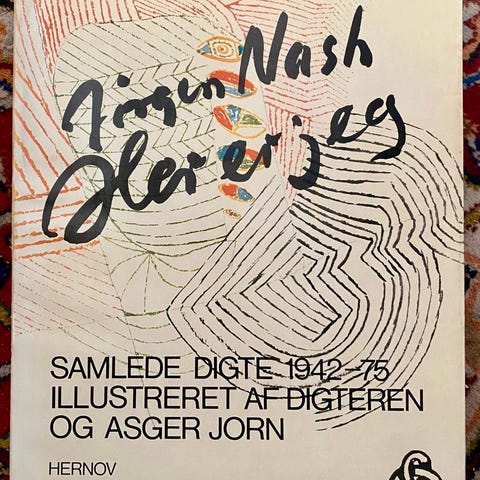 Jørgen Nash
Her er jeg
SAMLEDE DIGTE 1942-75
ILLUSTRERET AF DIGTEREN
OG ASGER JORN
HERNOV